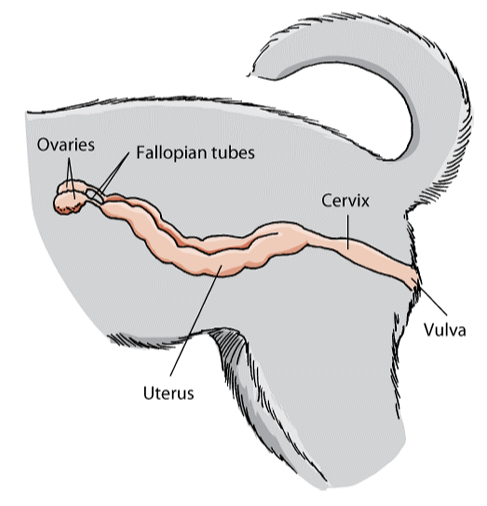 Ovaries
Fallopian tubes
Cervix
Vulva
Uterus